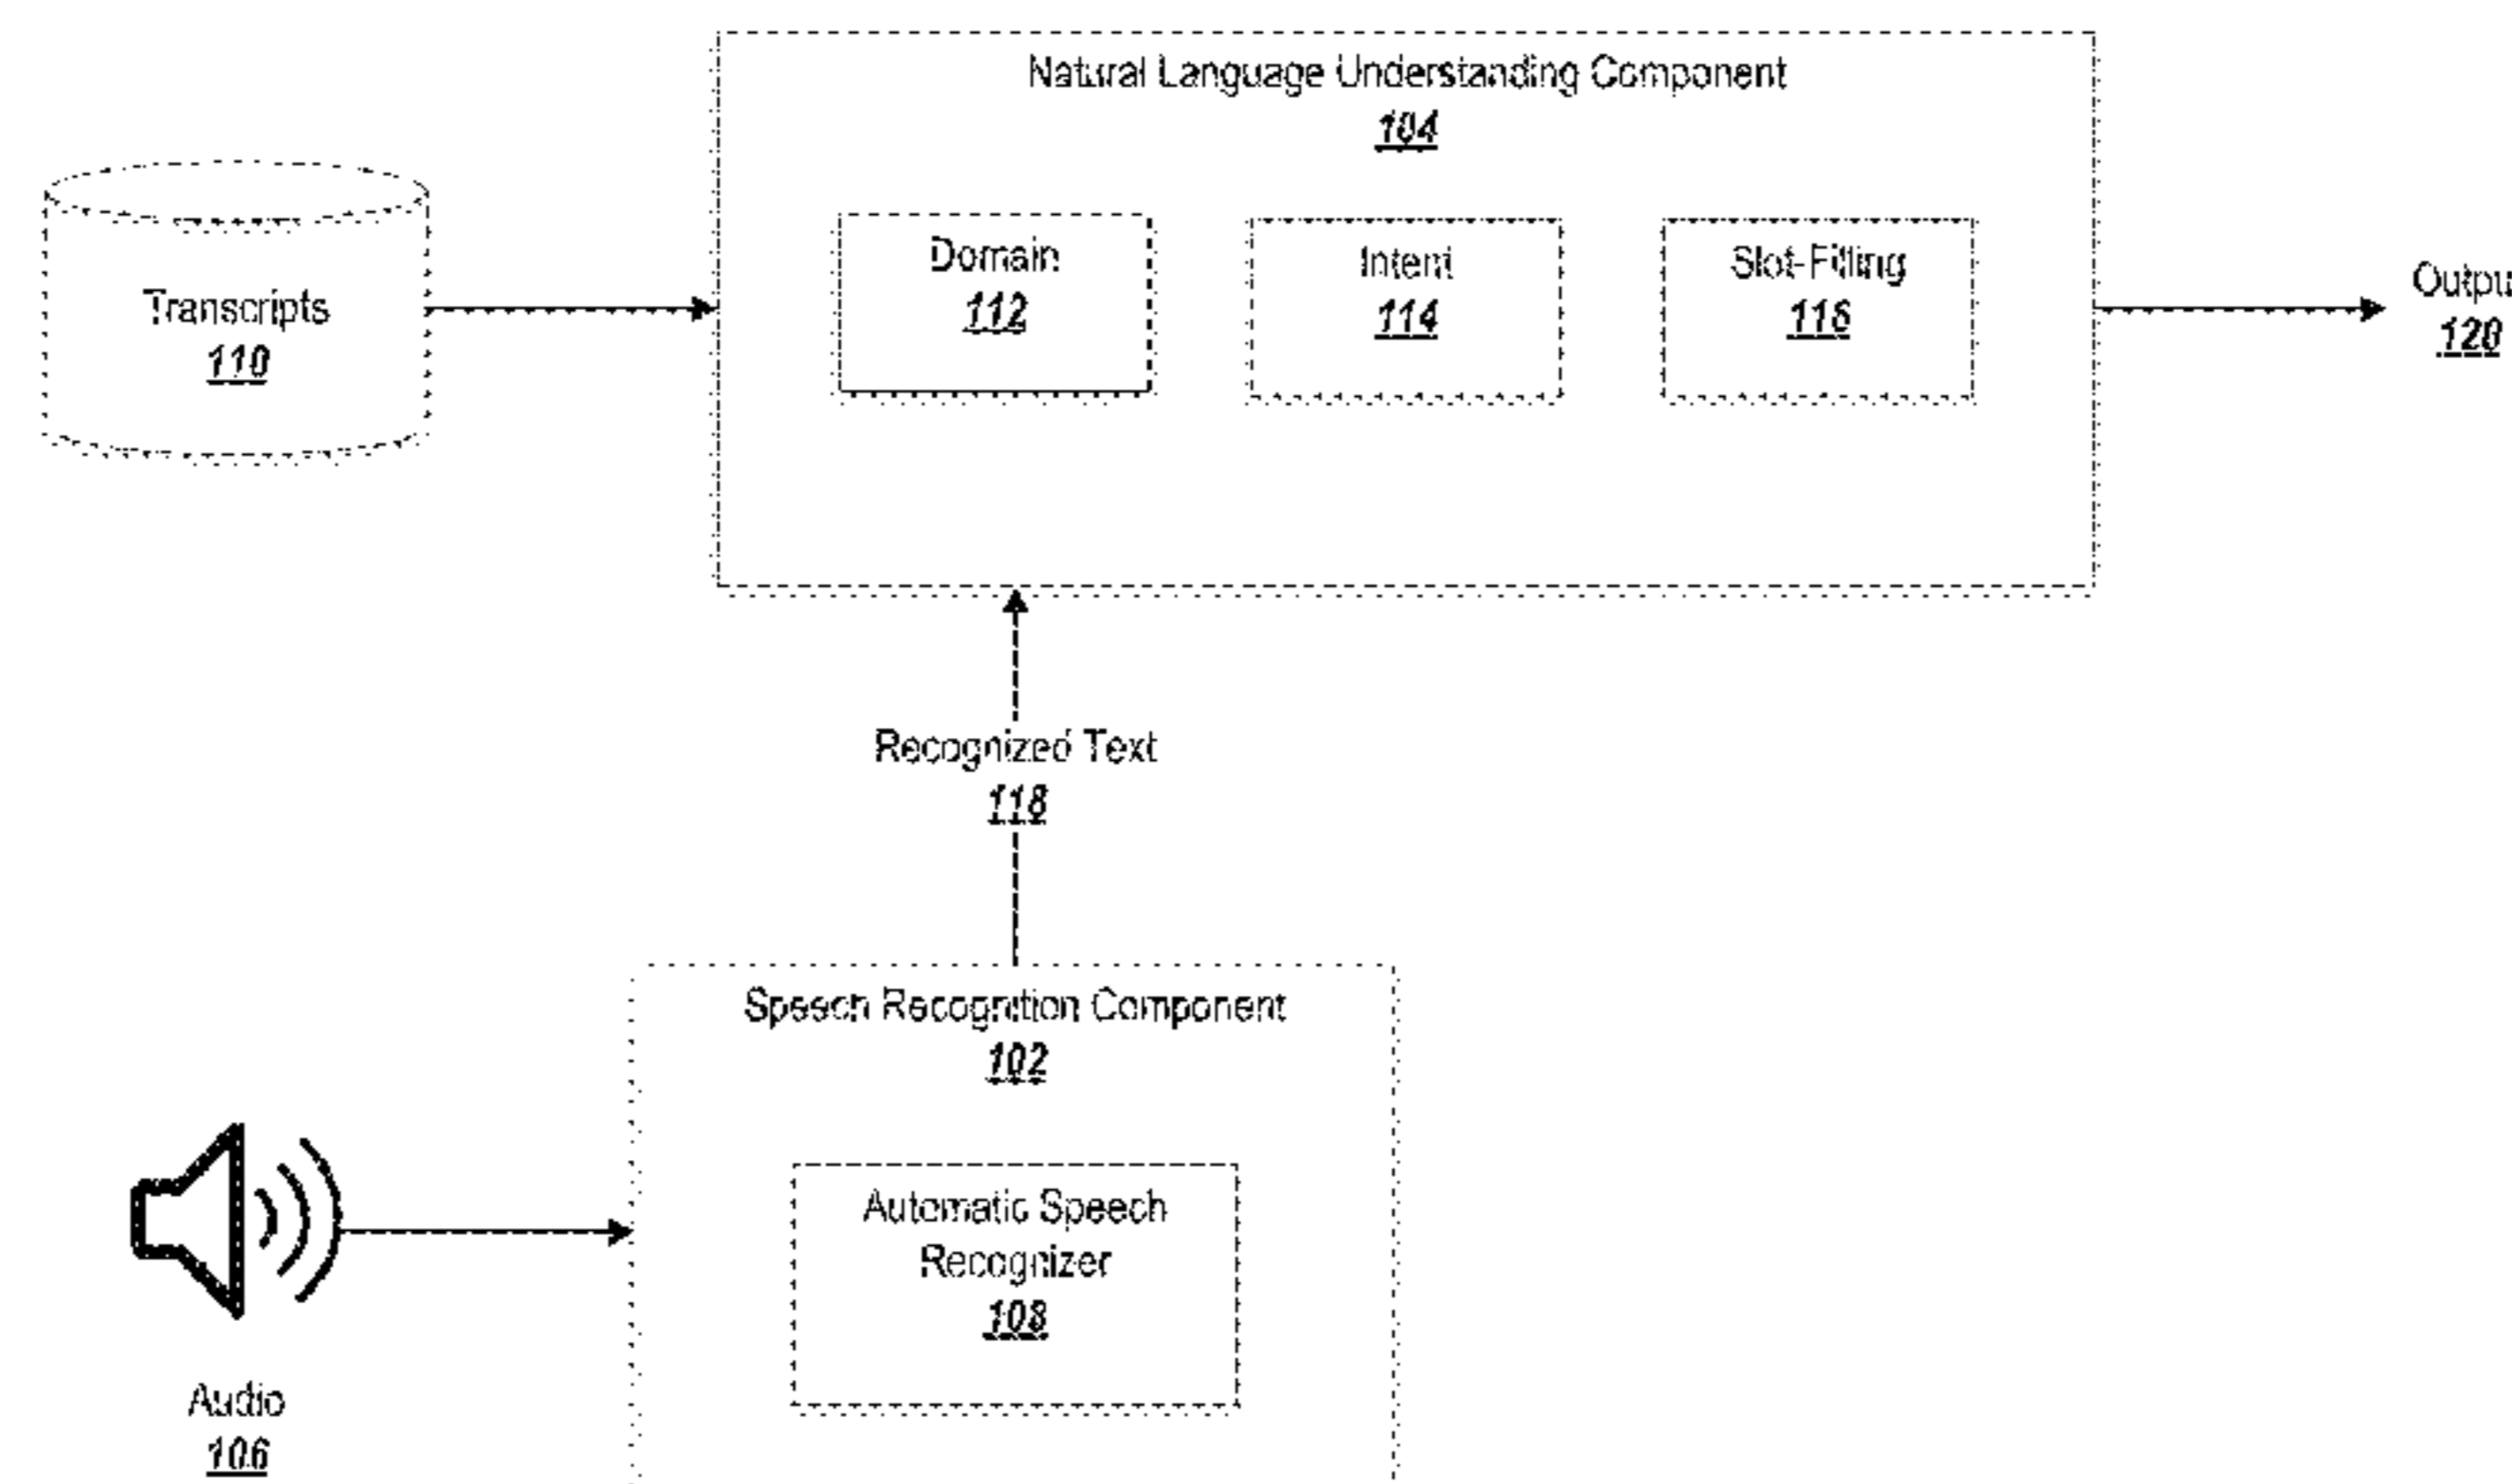 Natural Language Understanding Component
104
Domain
112
Intent
114
Slot-Filling
116
Transcripts
110
Outpu
120
Recognized Text
118
Speech Recognition Component
102
Automatic Speech
Recognizer
108
Audio
106